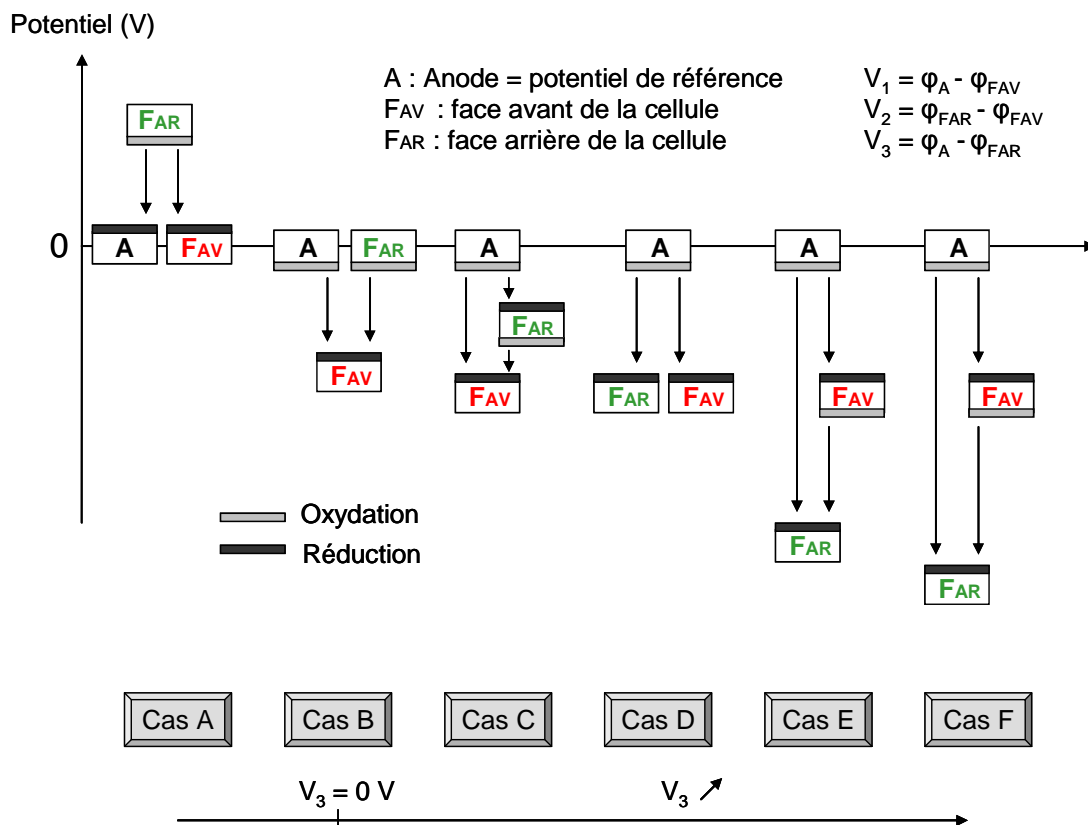 Potentiel (V)
A : Anode = potentiel de référence
FAV : face avant de la cellule
FAR : face arrière de la cellule
V₁ = φA - φFAV
V₂ = φFAR - φFAV
V₃ = φA - φFAR
FAR
0
A FAV A FAR A A A A
FAR
FAV FAV FAR FAV FAV FAV
Oxydation
Réduction
FAR
FAR
Cas A Cas B Cas C Cas D Cas E Cas F
V₃ = 0 V V₃ ↗